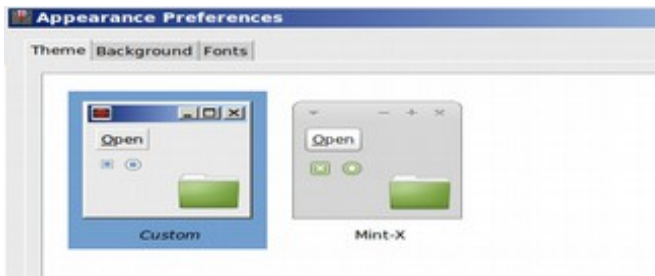 Appearance Preferences
Theme Background Fonts
Open Open
Custom Mint-X